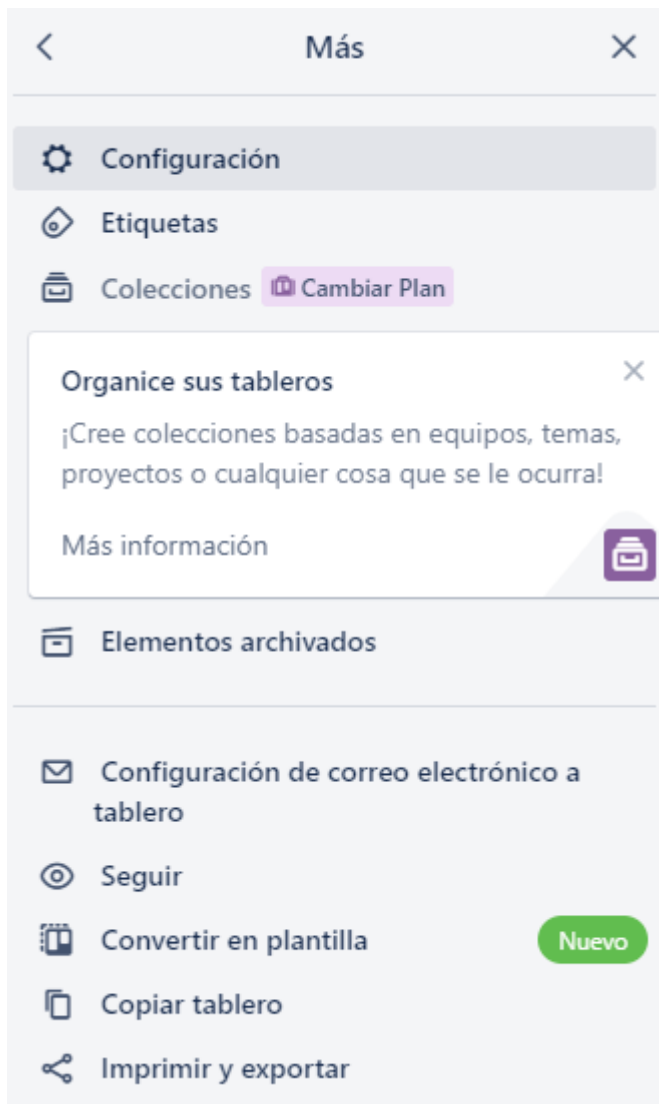 Más
Configuración
Etiquetas
Colecciones Cambiar Plan
Organice sus tableros
¡Cree colecciones basadas en equipos, temas,
proyectos o cualquier cosa que se le ocurra!
Más información
Elementos archivados
Configuración de correo electrónico a
tablero
Seguir
Convertir en plantilla Nuevo
Copiar tablero
Imprimir y exportar